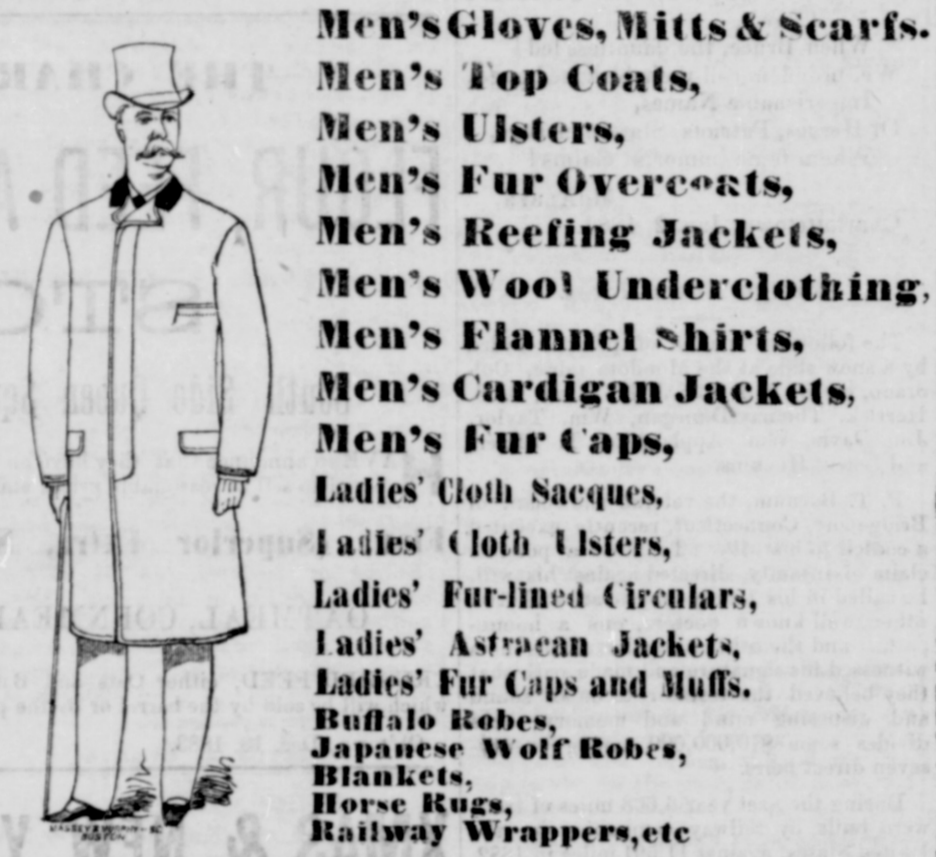 Men's Gloves, Mitts & Scarfs.
Men's Top Coats,
Men's Ulsters,
Men's Fur Overcoats,
Men's Reefing Jackets,
Men's Wool Underclothing,
Men's Flannel Shirts,
Men's Cardigan Jackets,
Men's Fur Caps,
Ladies' Cloth Sacques,
Ladies' Cloth Ulsters,
Ladies' Fur-lined Circulars,
Ladies' Astracan Jackets,
Ladies' Fur Caps and Muffs.
Buffalo Robes,
Japanese Wolf Robes,
Blankets,
Horse Rugs,
Railway Wrappers, etc